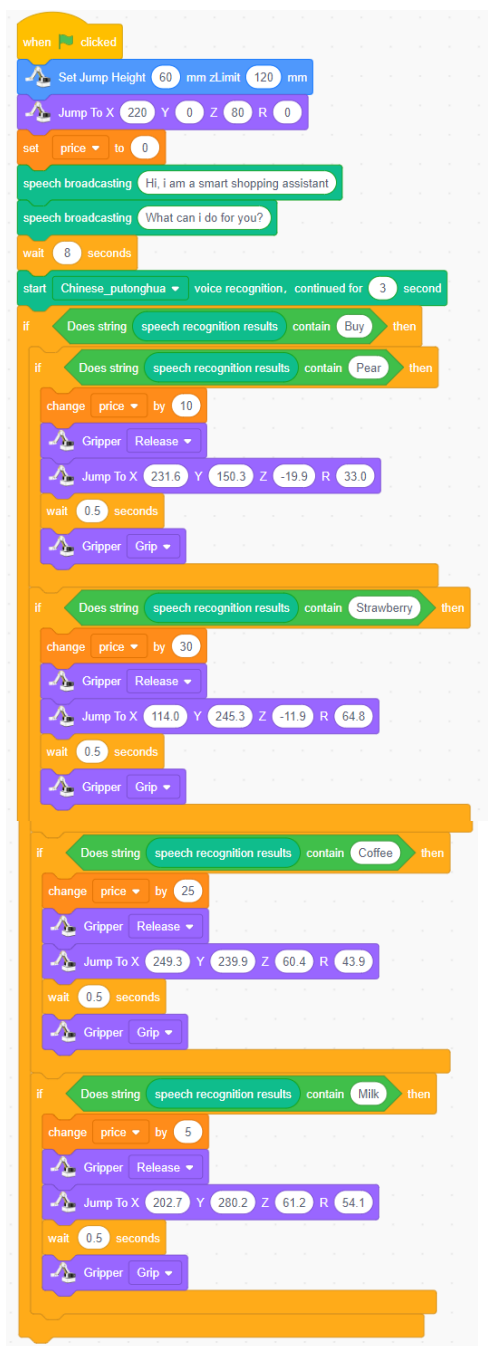 when clicked
Set Jump Height 60 mm zLimit 120 mm
Jump To X 220 Y 0 Z 80 R 0
set price to 0
speech broadcasting Hi, i am a smart shopping assistant
speech broadcasting What can i do for you?
wait 8 seconds
start Chinese_putonghua voice recognition, continued for 3 second
if Does string speech recognition results contain Buy then
if Does string speech recognition results contain Pear then
change price by 10
Gripper Release
Jump To X 231.6 Y 150.3 Z -19.9 R 33.0
wait 0.5 seconds
Gripper Grip
if Does string speech recognition results contain Strawberry then
change price by 30
Gripper Release
Jump To X 114.0 Y 245.3 Z -11.9 R 64.8
wait 0.5 seconds
Gripper Grip
if Does string speech recognition results contain Coffee then
change price by 25
Gripper Release
Jump To X 249.3 Y 239.9 Z 60.4 R 43.9
wait 0.5 seconds
Gripper Grip
if Does string speech recognition results contain Milk then
change price by 5
Gripper Release
Jump To X 202.7 Y 280.2 Z 61.2 R 54.1
wait 0.5 seconds
Gripper Grip